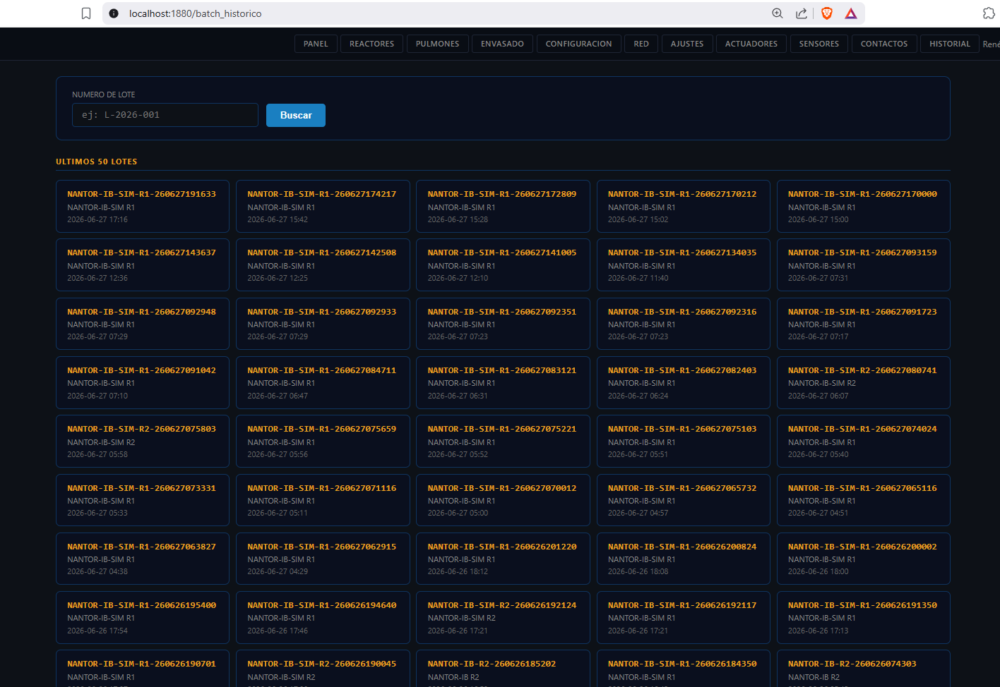 localhost:1880/batch_historico
PANEL REACTORES PULMONES ENVASADO CONFIGURACION RED AJUSTES ACTUADORES SENSORES CONTACTOS HISTORIAL René
NUMERO DE LOTE
ej: L-2026-001 Buscar
ULTIMOS 50 LOTES
NANTOR-IB-SIM-R1-260627191633 NANTOR-IB-SIM-R1-260627174217 NANTOR-IB-SIM-R1-260627172809 NANTOR-IB-SIM-R1-260627170212 NANTOR-IB-SIM-R1-260627170000
NANTOR-IB-SIM R1 NANTOR-IB-SIM R1 NANTOR-IB-SIM R1 NANTOR-IB-SIM R1 NANTOR-IB-SIM R1
2026-06-27 17:16 2026-06-27 15:42 2026-06-27 15:28 2026-06-27 15:02 2026-06-27 15:00
NANTOR-IB-SIM-R1-260627143637 NANTOR-IB-SIM-R1-260627142508 NANTOR-IB-SIM-R1-260627141005 NANTOR-IB-SIM-R1-260627134035 NANTOR-IB-SIM-R1-260627093159
NANTOR-IB-SIM R1 NANTOR-IB-SIM R1 NANTOR-IB-SIM R1 NANTOR-IB-SIM R1 NANTOR-IB-SIM R1
2026-06-27 12:36 2026-06-27 12:25 2026-06-27 12:10 2026-06-27 11:40 2026-06-27 07:31
NANTOR-IB-SIM-R1-260627092948 NANTOR-IB-SIM-R1-260627092933 NANTOR-IB-SIM-R1-260627092351 NANTOR-IB-SIM-R1-260627092316 NANTOR-IB-SIM-R1-260627091723
NANTOR-IB-SIM R1 NANTOR-IB-SIM R1 NANTOR-IB-SIM R1 NANTOR-IB-SIM R1 NANTOR-IB-SIM R1
2026-06-27 07:29 2026-06-27 07:29 2026-06-27 07:23 2026-06-27 07:23 2026-06-27 07:17
NANTOR-IB-SIM-R1-260627091042 NANTOR-IB-SIM-R1-260627084711 NANTOR-IB-SIM-R1-260627083121 NANTOR-IB-SIM-R1-260627082403 NANTOR-IB-SIM-R2-260627080741
NANTOR-IB-SIM R1 NANTOR-IB-SIM R1 NANTOR-IB-SIM R1 NANTOR-IB-SIM R1 NANTOR-IB-SIM R2
2026-06-27 07:10 2026-06-27 06:47 2026-06-27 06:31 2026-06-27 06:24 2026-06-27 06:07
NANTOR-IB-SIM-R2-260627075803 NANTOR-IB-SIM-R1-260627075659 NANTOR-IB-SIM-R1-260627075221 NANTOR-IB-SIM-R1-260627075103 NANTOR-IB-SIM-R1-260627074024
NANTOR-IB-SIM R2 NANTOR-IB-SIM R1 NANTOR-IB-SIM R1 NANTOR-IB-SIM R1 NANTOR-IB-SIM R1
2026-06-27 05:58 2026-06-27 05:56 2026-06-27 05:52 2026-06-27 05:51 2026-06-27 05:40
NANTOR-IB-SIM-R1-260627073331 NANTOR-IB-SIM-R1-260627071116 NANTOR-IB-SIM-R1-260627070012 NANTOR-IB-SIM-R1-260627065732 NANTOR-IB-SIM-R1-260627065116
NANTOR-IB-SIM R1 NANTOR-IB-SIM R1 NANTOR-IB-SIM R1 NANTOR-IB-SIM R1 NANTOR-IB-SIM R1
2026-06-27 05:33 2026-06-27 05:11 2026-06-27 05:00 2026-06-27 04:57 2026-06-27 04:51
NANTOR-IB-SIM-R1-260627063827 NANTOR-IB-SIM-R1-260627062915 NANTOR-IB-SIM-R1-260626201220 NANTOR-IB-SIM-R1-260626200824 NANTOR-IB-SIM-R1-260626200002
NANTOR-IB-SIM R1 NANTOR-IB-SIM R1 NANTOR-IB-SIM R1 NANTOR-IB-SIM R1 NANTOR-IB-SIM R1
2026-06-27 04:38 2026-06-27 04:29 2026-06-26 18:12 2026-06-26 18:08 2026-06-26 18:00
NANTOR-IB-SIM-R1-260626195400 NANTOR-IB-SIM-R1-260626194640 NANTOR-IB-SIM-R2-260626192124 NANTOR-IB-SIM-R1-260626192117 NANTOR-IB-SIM-R1-260626191350
NANTOR-IB-SIM R1 NANTOR-IB-SIM R1 NANTOR-IB-SIM R2 NANTOR-IB-SIM R1 NANTOR-IB-SIM R1
2026-06-26 17:54 2026-06-26 17:46 2026-06-26 17:21 2026-06-26 17:21 2026-06-26 17:13
NANTOR-IB-SIM-R1-260626190701 NANTOR-IB-SIM-R2-260626190045 NANTOR-IB-R2-260626185202 NANTOR-IB-SIM-R1-260626184350 NANTOR-IB-R2-260626074303
NANTOR-IB-SIM R1 NANTOR-IB-SIM R2 NANTOR-IB R2 NANTOR-IB-SIM R1 NANTOR-IB R2